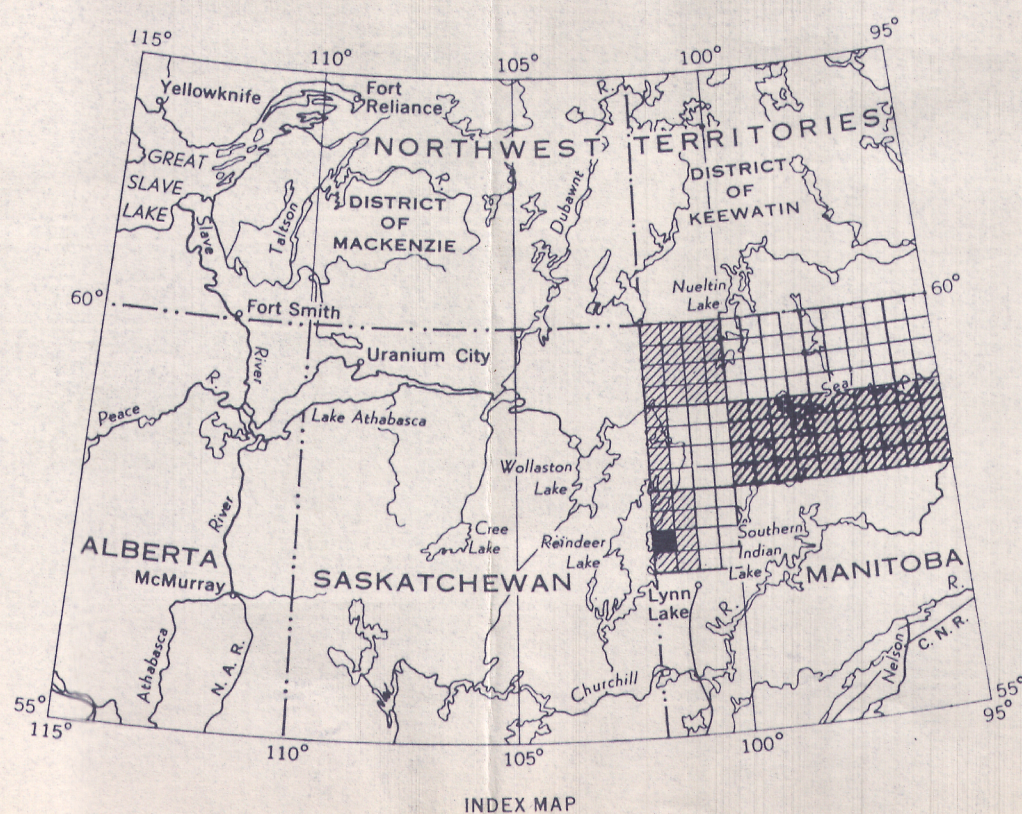 115°
110°
105°
100°
95°
Yellowknife
Fort
Reliance
R.
NORTHWEST TERRITORIES
GREAT
SLAVE
LAKE
Slave
Taltson
R.
DISTRICT
OF
MACKENZIE
Dubawnt
DISTRICT
OF
KEEWATIN
Nueltin
Lake
60°
60°
Fort Smith
River
Uranium City
R.
Peace
Lake Athabasca
Seal
R.
Wollaston
Lake
River
Cree
Lake
Reindeer
Lake
Southern
Indian
Lake
ALBERTA
McMurray
SASKATCHEWAN
MANITOBA
Lynn
Lake
R.
R.
Athabasca
N. A. R.
Churchill
Nelson
C.N.R.
55°
115°
110°
105°
100°
55°
95°
INDEX MAP